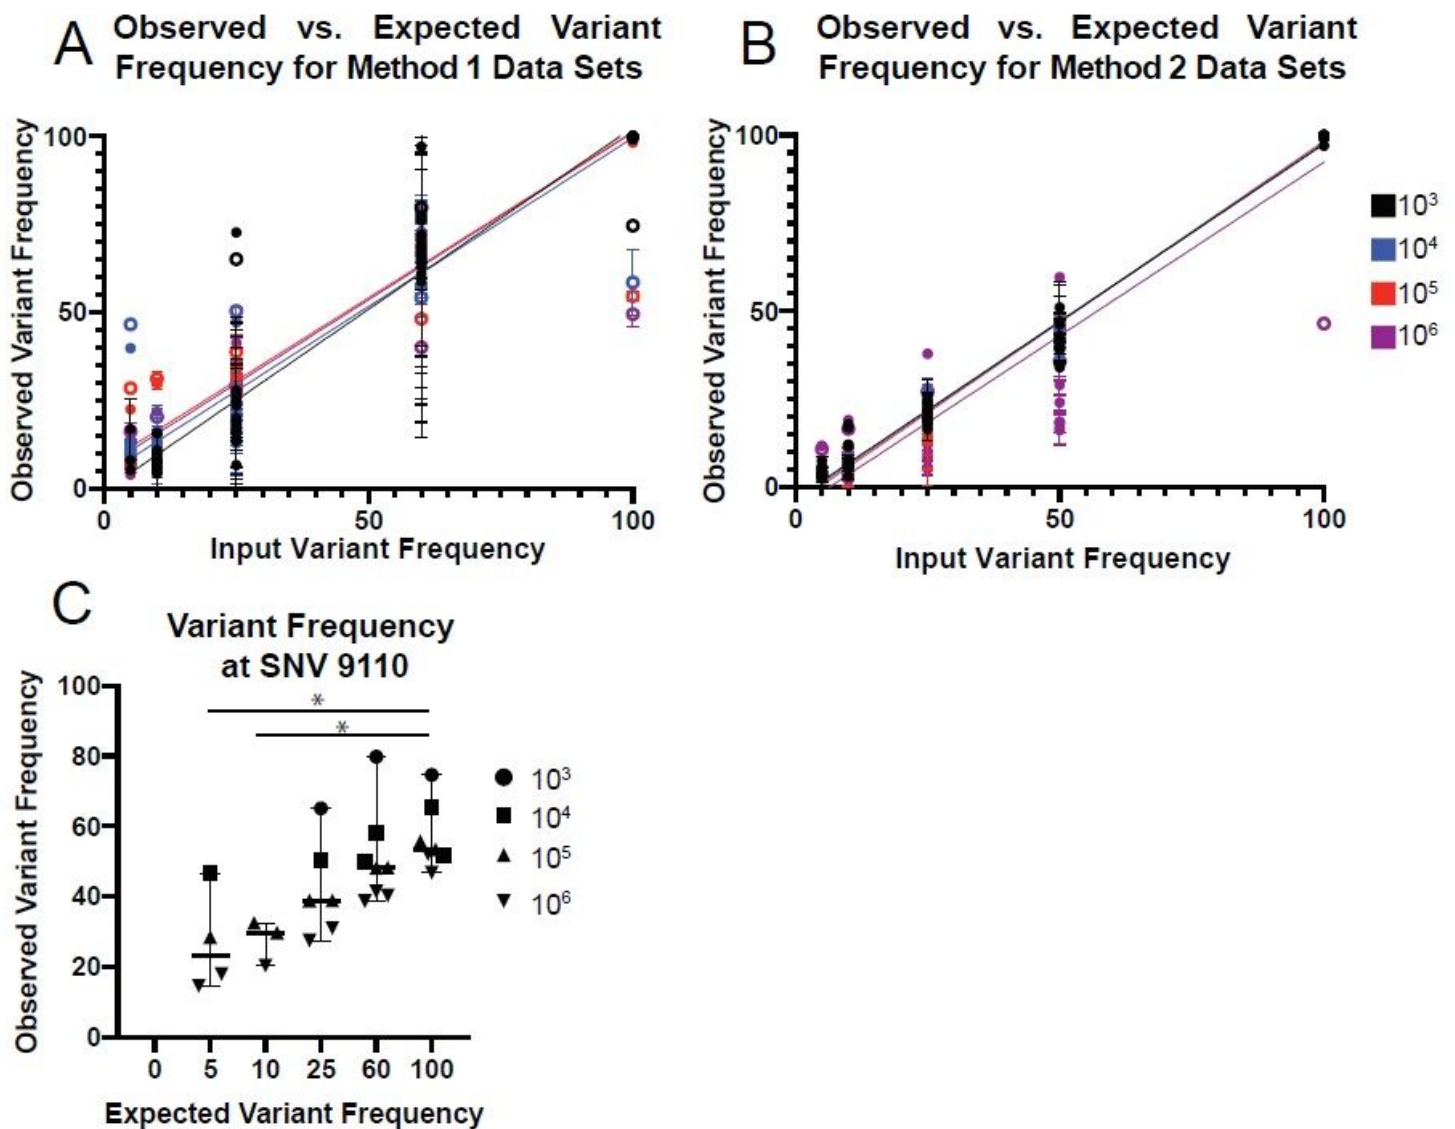 A
Observed vs. Expected Variant
Frequency for Method 1 Data Sets
Observed Variant Frequency
100
50
0
0 50 100
Input Variant Frequency
B
Observed vs. Expected Variant
Frequency for Method 2 Data Sets
Observed Variant Frequency
100
50
0
0 50 100
Input Variant Frequency
10³
10⁴
10⁵
10⁶
C
Variant Frequency
at SNV 9110
Observed Variant Frequency
100
80
60
40
20
0
*
*
0 5 10 25 60 100
Expected Variant Frequency
10³
10⁴
10⁵
10⁶